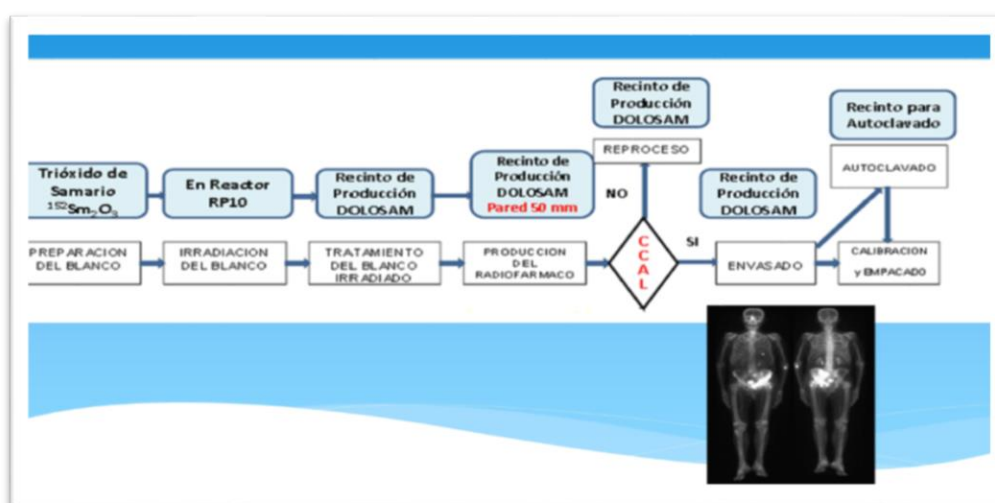 Recinto de
Producción
DOLOSAM
Recinto para
Autoclavado
REPROCESO
AUTOCLAVADO
Trióxido de
Samario
¹⁵²Sm₂O₃
En Reactor
RP10
Recinto de
Producción
DOLOSAM
Recinto de
Producción
DOLOSAM
Pared 50 mm
NO
Recinto de
Producción
DOLOSAM
PREPARACION
DEL BLANCO
IRRADIACION
DEL BLANCO
TRATAMIENTO
DEL BLANCO
IRRADIADO
PRODUCCION
DEL
RADIOFARMACO
C
C
A
L
SI
ENVASADO
CALIBRACION
y EMPACADO